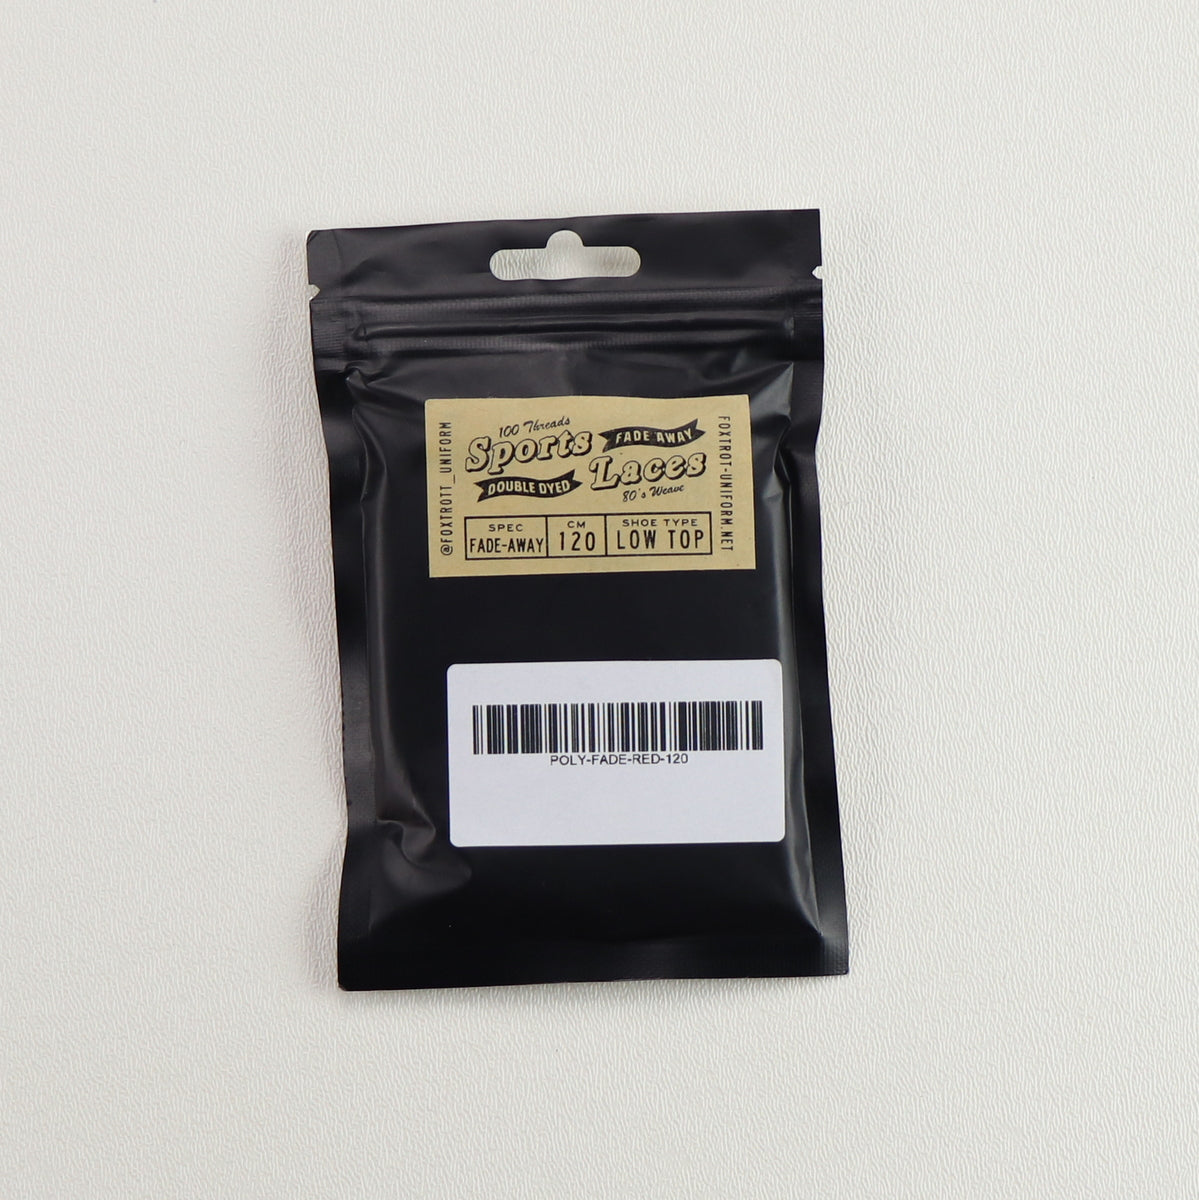 100 Threads
Sports
FADE AWAY
DOUBLE DYED
Laces
80's Weave
SPEC
FADE-AWAY
CM
120
SHOE TYPE
LOW TOP
@FOXTROTT_UNIFORM
FOXTROT-UNIFORM.NET
POLY-FADE-RED-120